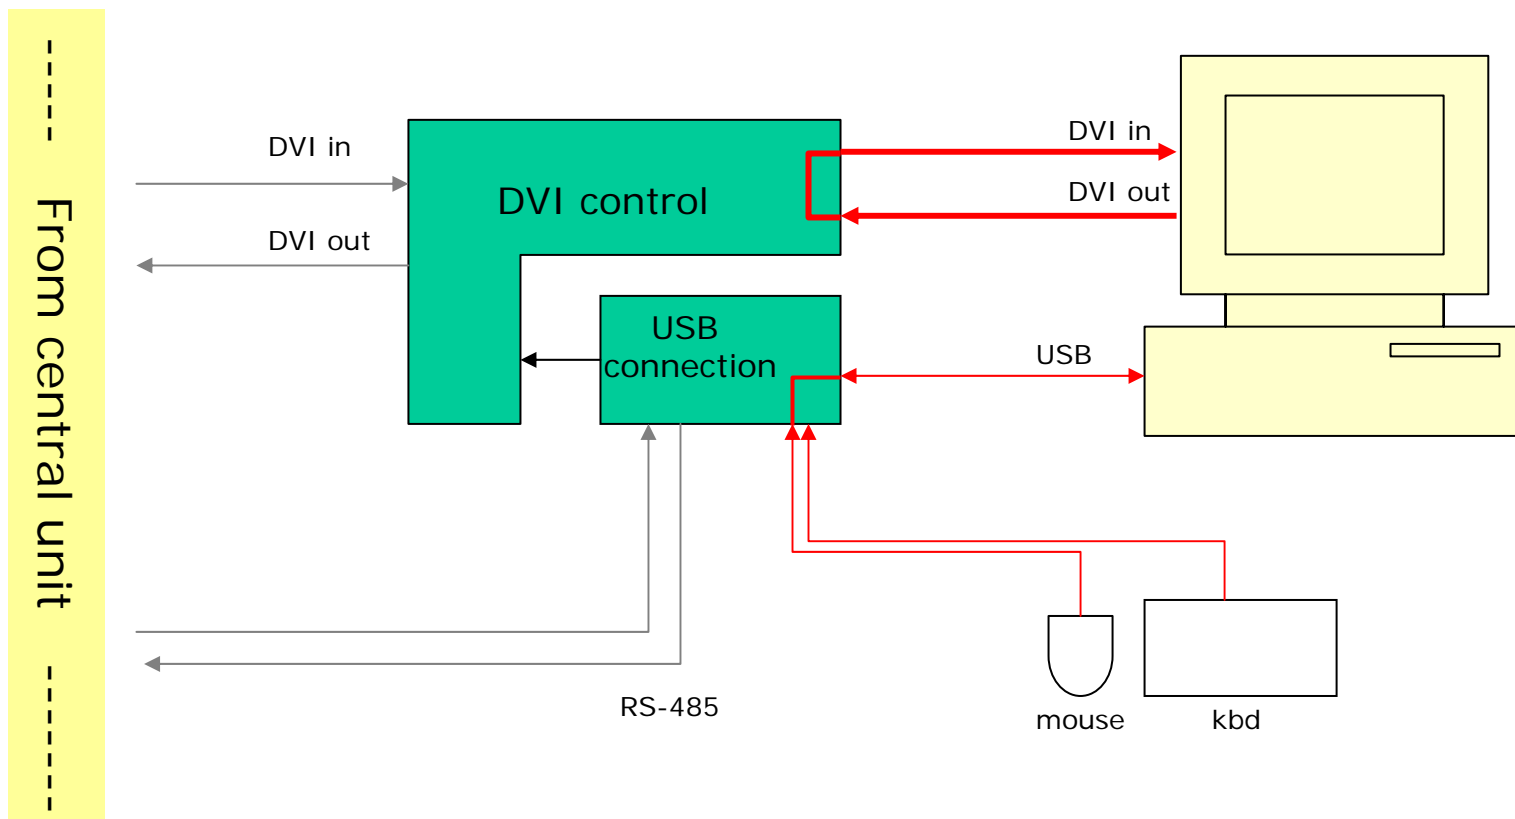 From central unit
DVI in
DVI out
DVI control
DVI in
DVI out
USB
connection
USB
RS-485
mouse
kbd